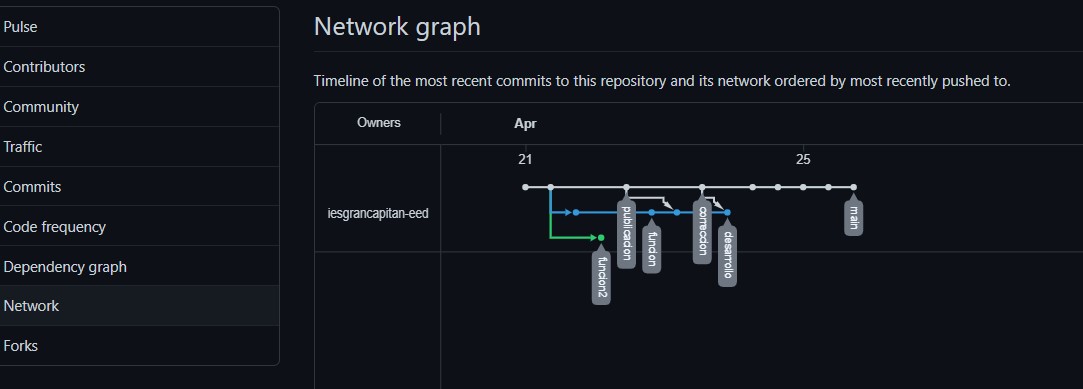 Pulse
Contributors
Community
Traffic
Commits
Code frequency
Dependency graph
Network
Forks
Network graph
Timeline of the most recent commits to this repository and its network ordered by most recently pushed to.
Owners
Apr
21
25
iesgrancapitan-eed
funcion2
publicacion
funcion
correccion
desarrollo
main